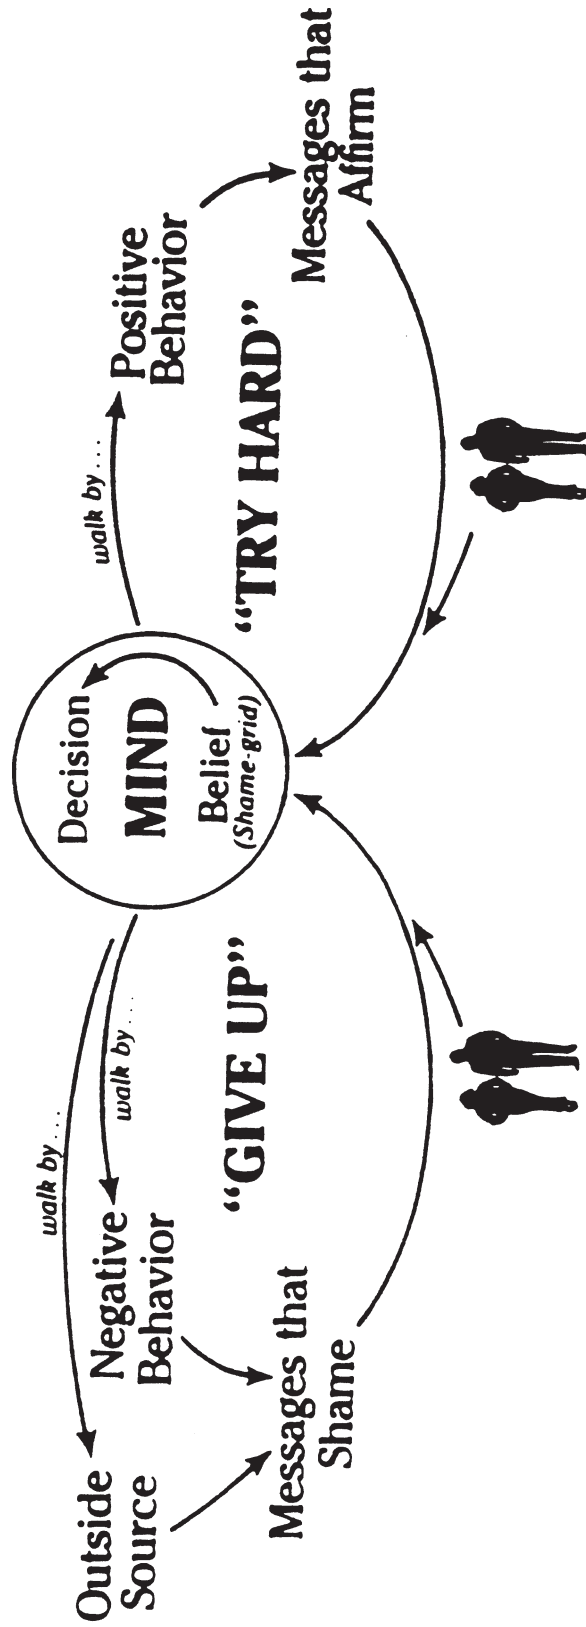 walk by....
walk by...
walk by...
Outside
Source
Negative
Behavior
Decision
MIND
Belief
(Shame-grid)
Positive
Behavior
"GIVE UP"
"TRY HARD"
Messages that
Shame
Messages that
Affirm